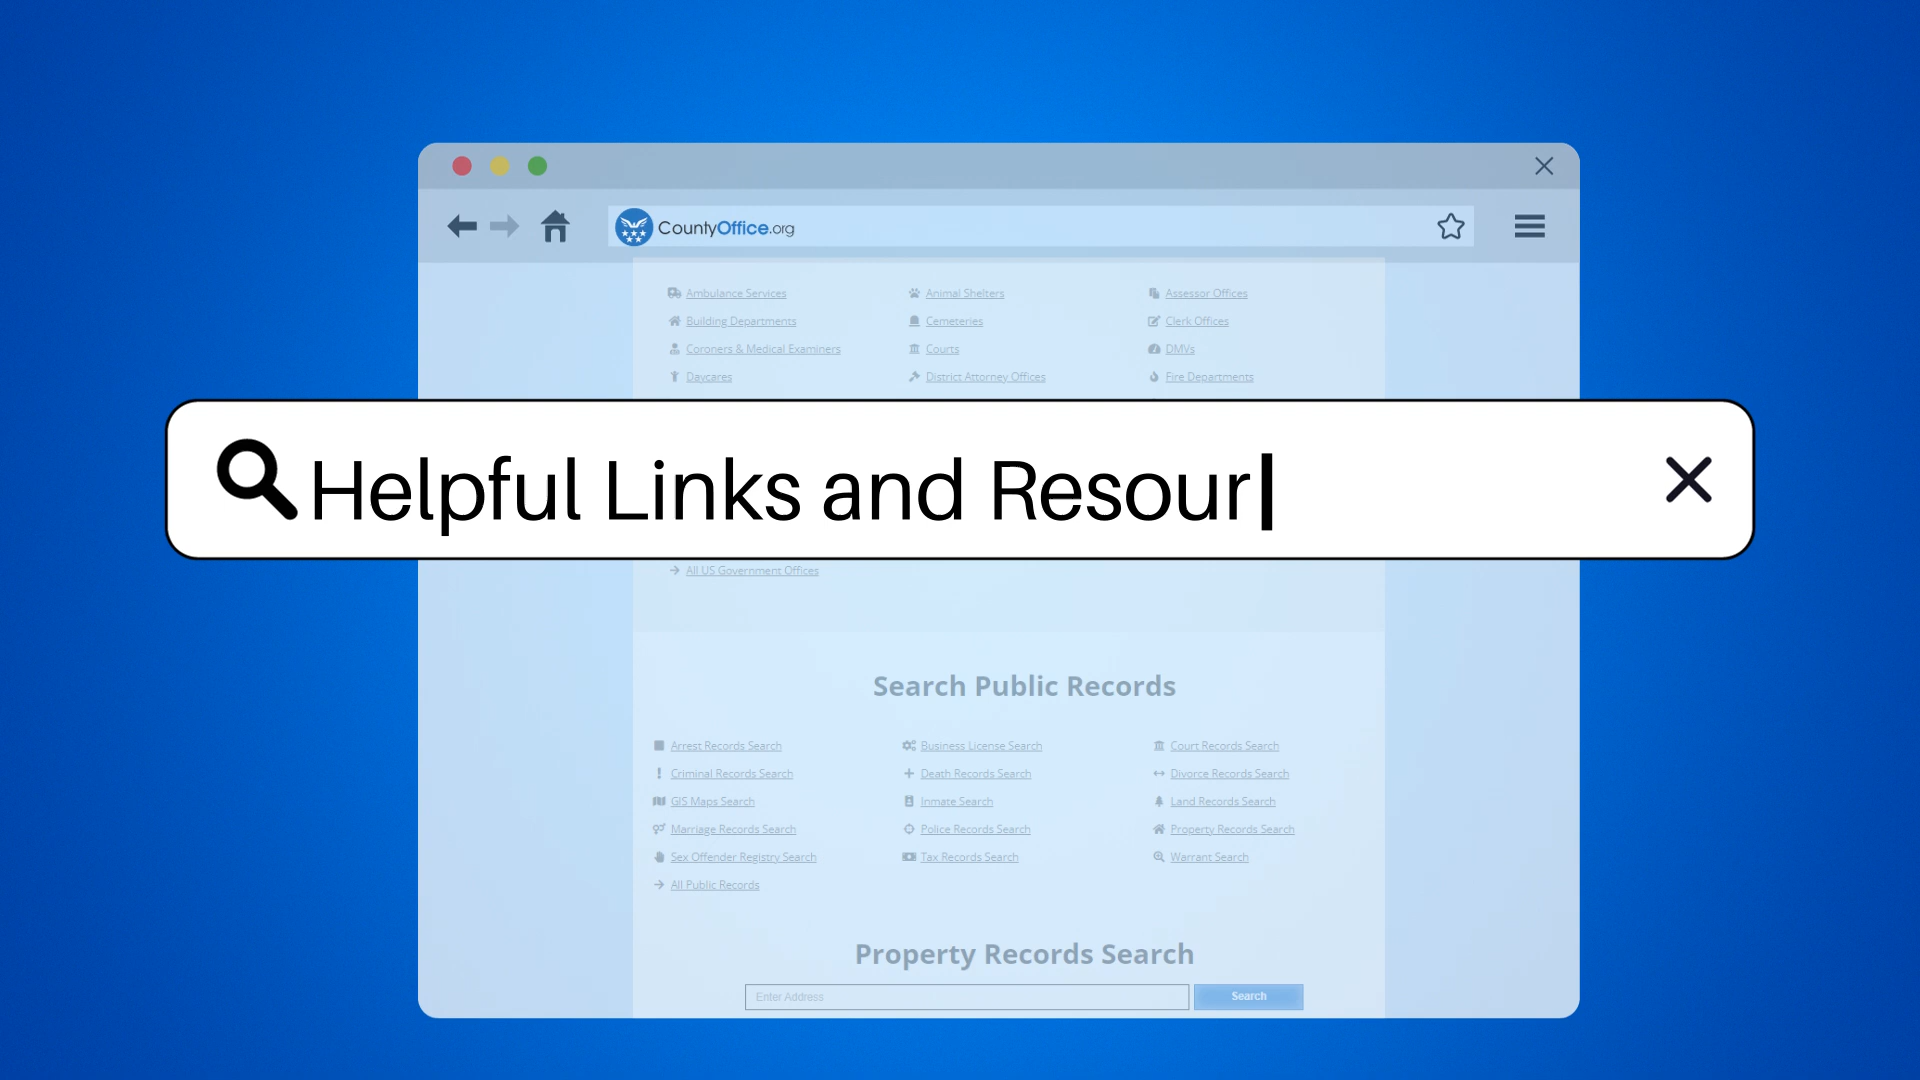 CountyOffice.org
Ambulance Services Animal Shelters Assessor Offices
Building Departments Cemeteries Clerk Offices
Coroners & Medical Examiners Courts DMVs
Daycares District Attorney Offices Fire Departments
Helpful Links and Resour
All US Government Offices
Search Public Records
Arrest Records Search Business License Search Court Records Search
Criminal Records Search Death Records Search Divorce Records Search
GIS Maps Search Inmate Search Land Records Search
Marriage Records Search Police Records Search Property Records Search
Sex Offender Registry Search Tax Records Search Warrant Search
All Public Records
Property Records Search
Enter Address Search